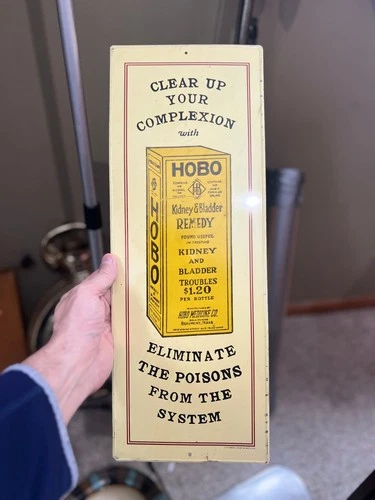 CLEAR UP
YOUR
COMPLEXION
with
HOBO
HOBO
Kidney & Bladder
REMEDY
KIDNEY
AND
BLADDER
TROUBLES
$1.20
PER BOTTLE
HOBO MEDICINE CO.
ELIMINATE
THE POISONS
FROM THE
SYSTEM